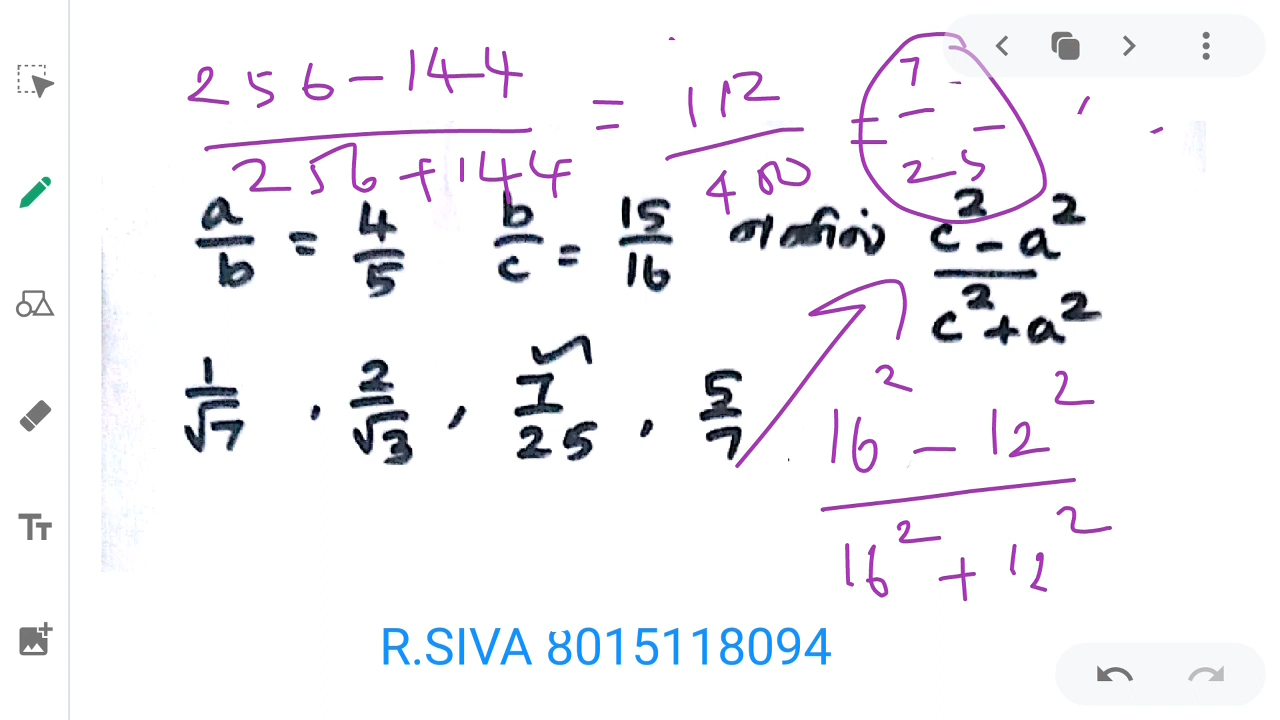 256 - 144 / 256 + 144 = 112 / 400 = 7 / 25
a/b = 4/5 b/c = 15/16 எனில் c² - a² / c² + a²
1/√7 , 2/√3 , 7/25 , 5/7
16² - 12² / 16² + 12²
R.SIVA 8015118094
Tт